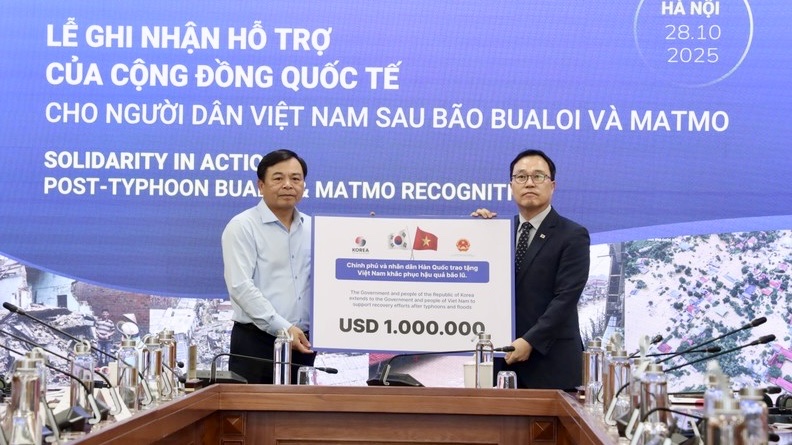 HÀ NỘI
28.10
2025
LỄ GHI NHẬN HỖ TRỢ
CỦA CỘNG ĐỒNG QUỐC TẾ
CHO NGƯỜI DÂN VIỆT NAM SAU BÃO BUALOI VÀ MATMO
SOLIDARITY IN ACTIO
POST-TYPHOON BUA & MATMO RECOGNITI
KOREA
Chính phủ và nhân dân Hàn Quốc trao tặng
Việt Nam khắc phục hậu quả bão lũ.
The Government and people of the Republic of Korea
extends to the Government and people of Viet Nam to
support recovery efforts after typhoons and floods
USD 1.000.000